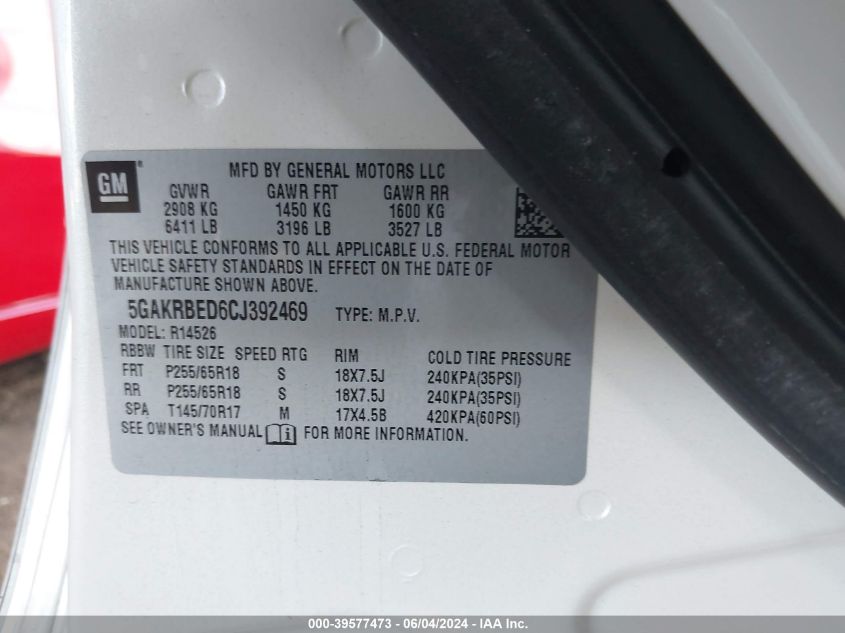 GM
MFD BY GENERAL MOTORS LLC
GVWR GAWR FRT GAWR RR
2908 KG 1450 KG 1600 KG
6411 LB 3196 LB 3527 LB
THIS VEHICLE CONFORMS TO ALL APPLICABLE U.S. FEDERAL MOTOR
VEHICLE SAFETY STANDARDS IN EFFECT ON THE DATE OF
MANUFACTURE SHOWN ABOVE.
5GAKRBED6CJ392469 TYPE: M.P.V.
MODEL: R14526
RBBW TIRE SIZE SPEED RTG RIM COLD TIRE PRESSURE
FRT P255/65R18 S 18X7.5J 240KPA(35PSI)
RR P255/65R18 S 18X7.5J 240KPA(35PSI)
SPA T145/70R17 M 17X4.5B 420KPA(60PSI)
SEE OWNER'S MANUAL i FOR MORE INFORMATION.
000-39577473 - 06/04/2024 - IAA Inc.